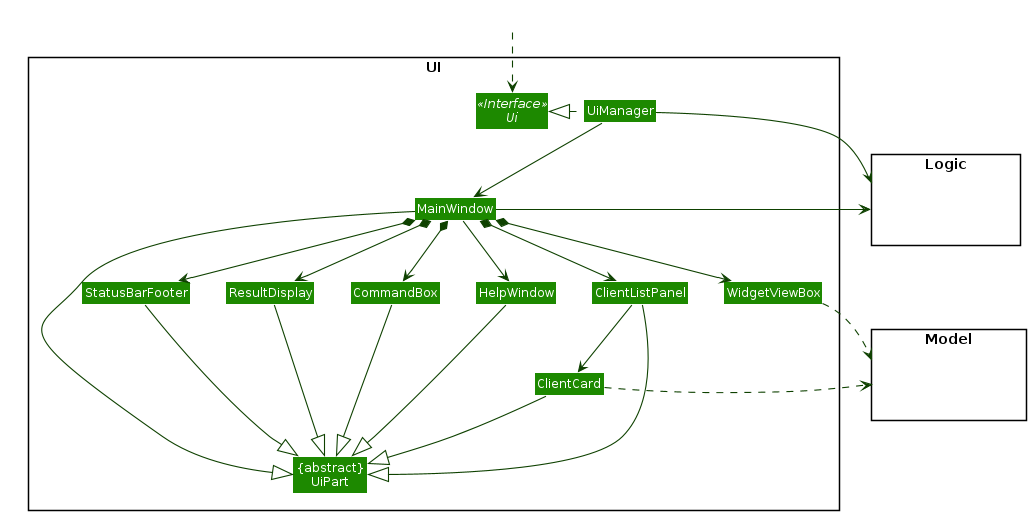 UI
«Interface»
Ui
UiManager
Logic
MainWindow
StatusBarFooter
ResultDisplay
CommandBox
HelpWindow
ClientListPanel
WidgetViewBox
Model
ClientCard
{abstract}
UiPart